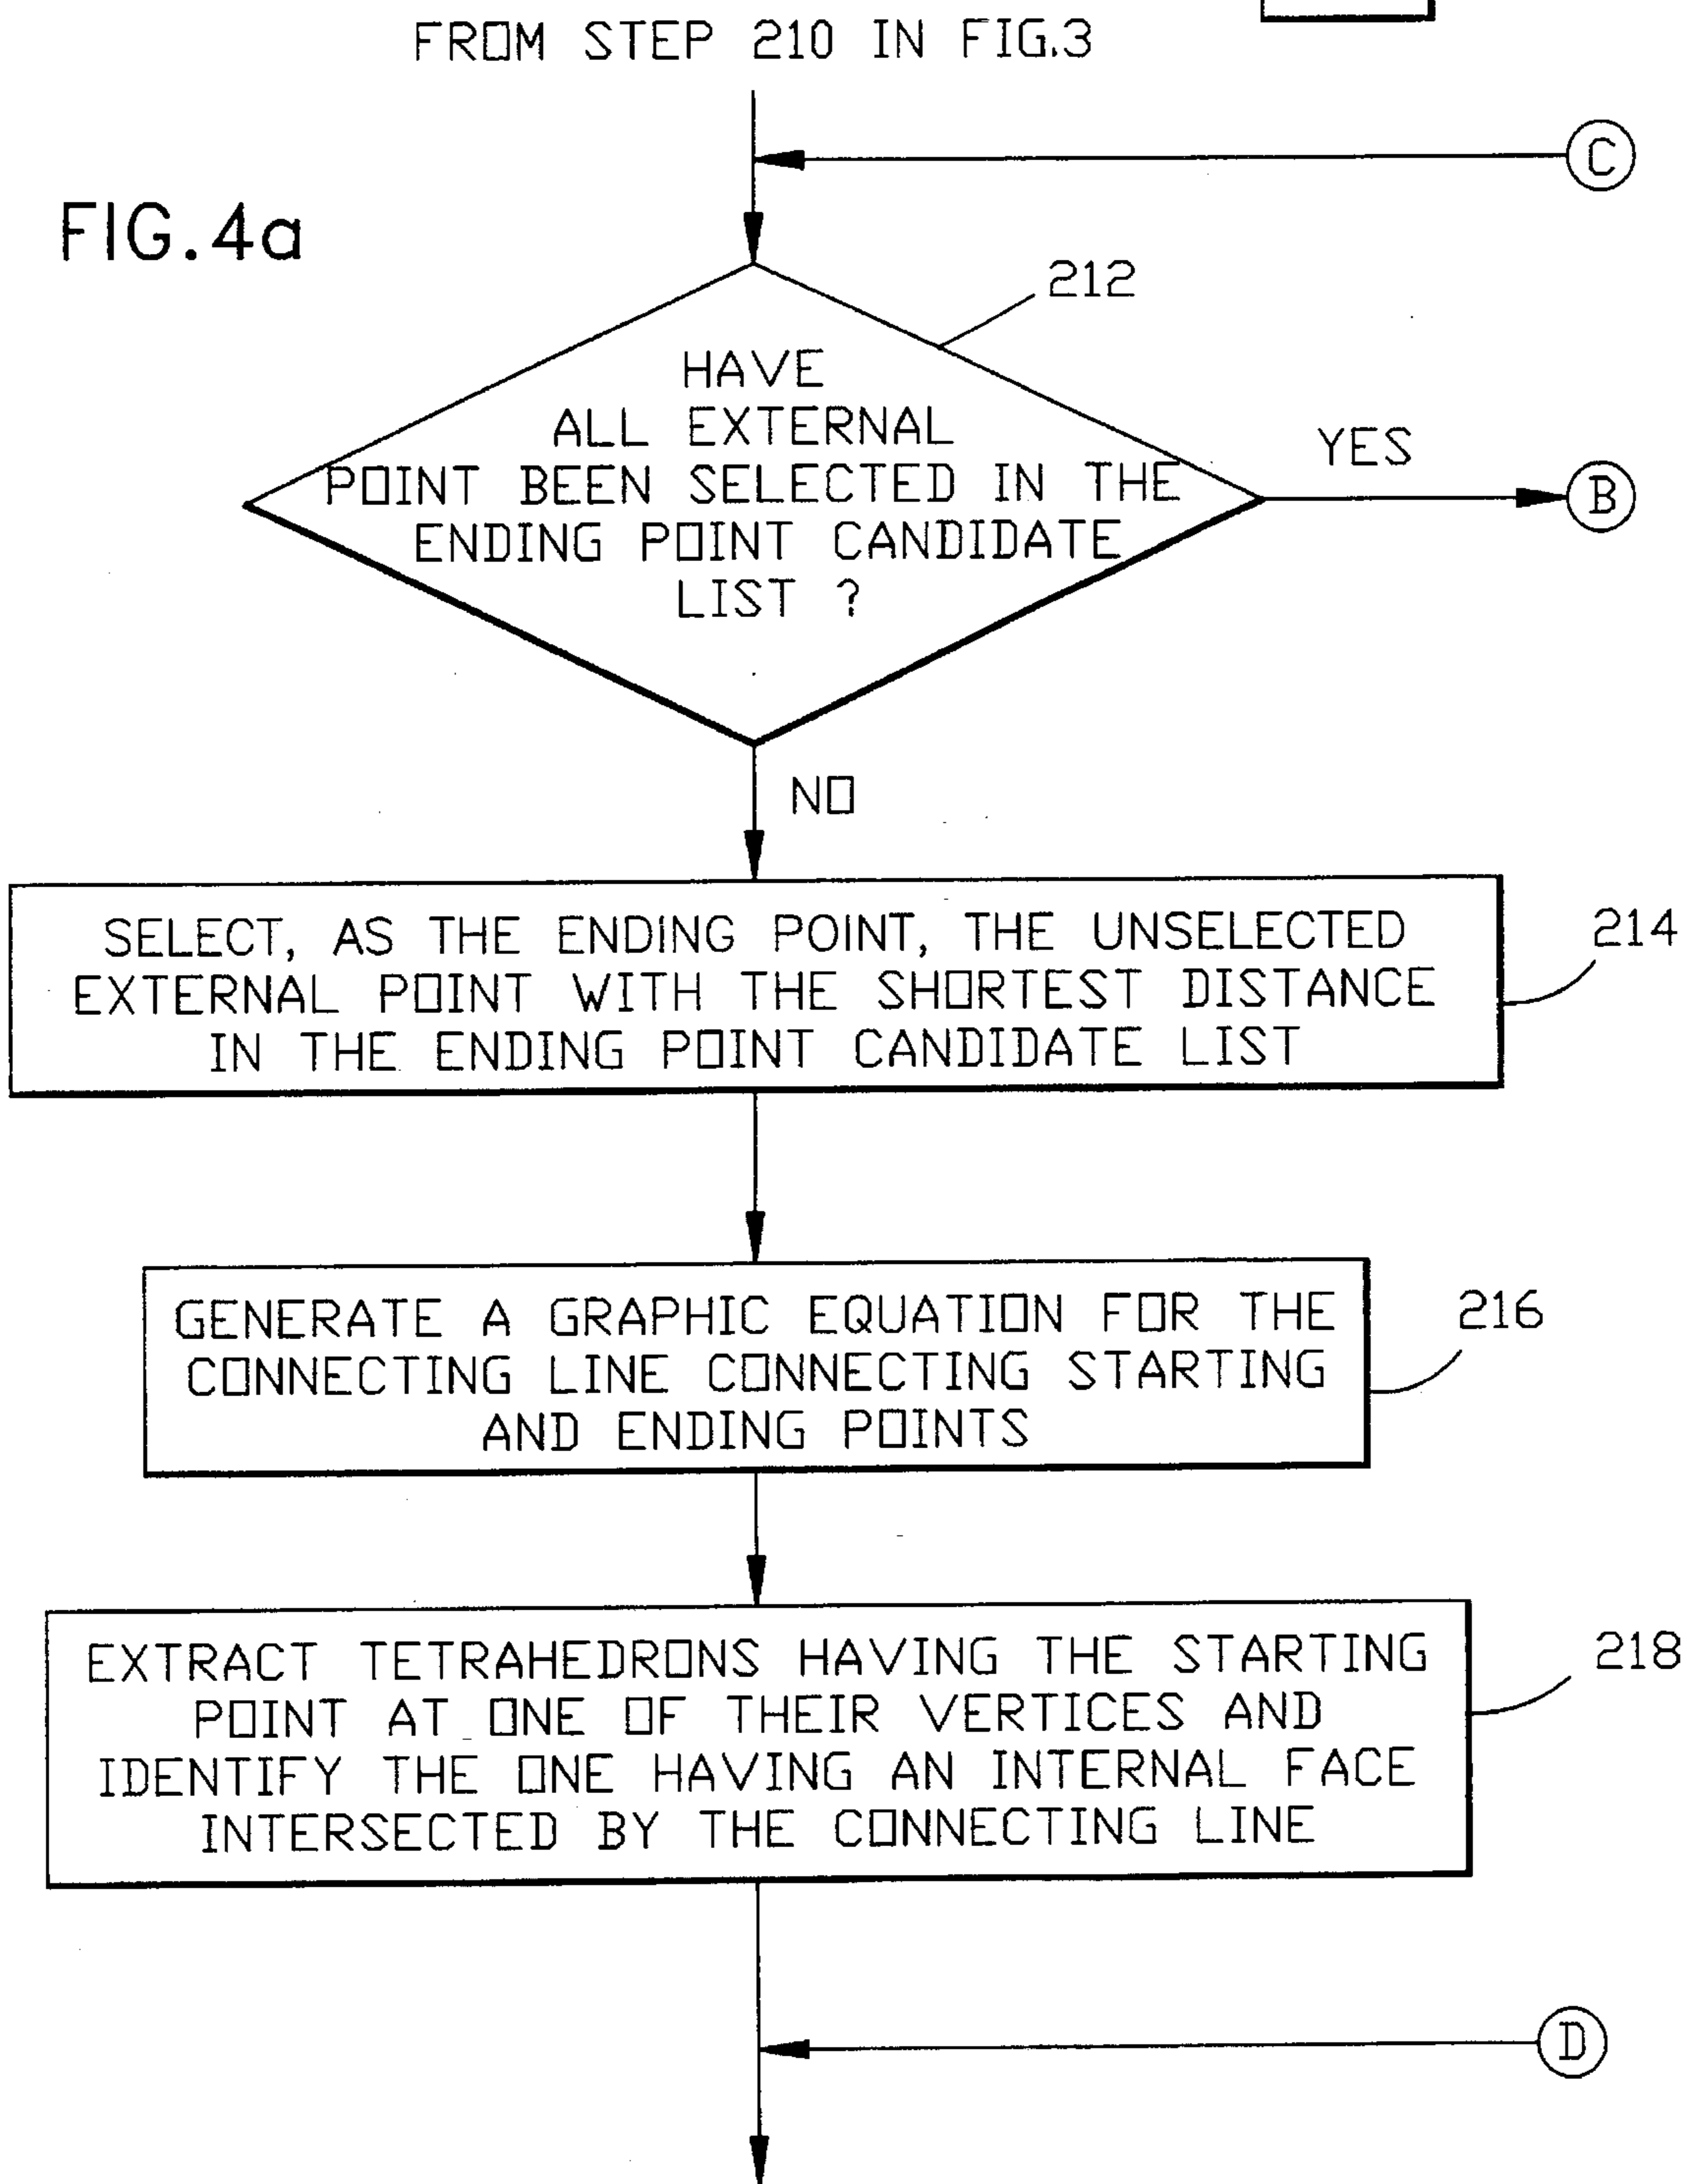 FROM STEP 210 IN FIG.3
C
FIG.4a
212
HAVE
ALL EXTERNAL
POINT BEEN SELECTED IN THE
ENDING POINT CANDIDATE
LIST ?
YES
B
NO
SELECT, AS THE ENDING POINT, THE UNSELECTED
EXTERNAL POINT WITH THE SHORTEST DISTANCE
IN THE ENDING POINT CANDIDATE LIST
214
GENERATE A GRAPHIC EQUATION FOR THE
CONNECTING LINE CONNECTING STARTING
AND ENDING POINTS
216
EXTRACT TETRAHEDRONS HAVING THE STARTING
POINT AT ONE OF THEIR VERTICES AND
IDENTIFY THE ONE HAVING AN INTERNAL FACE
INTERSECTED BY THE CONNECTING LINE
218
D